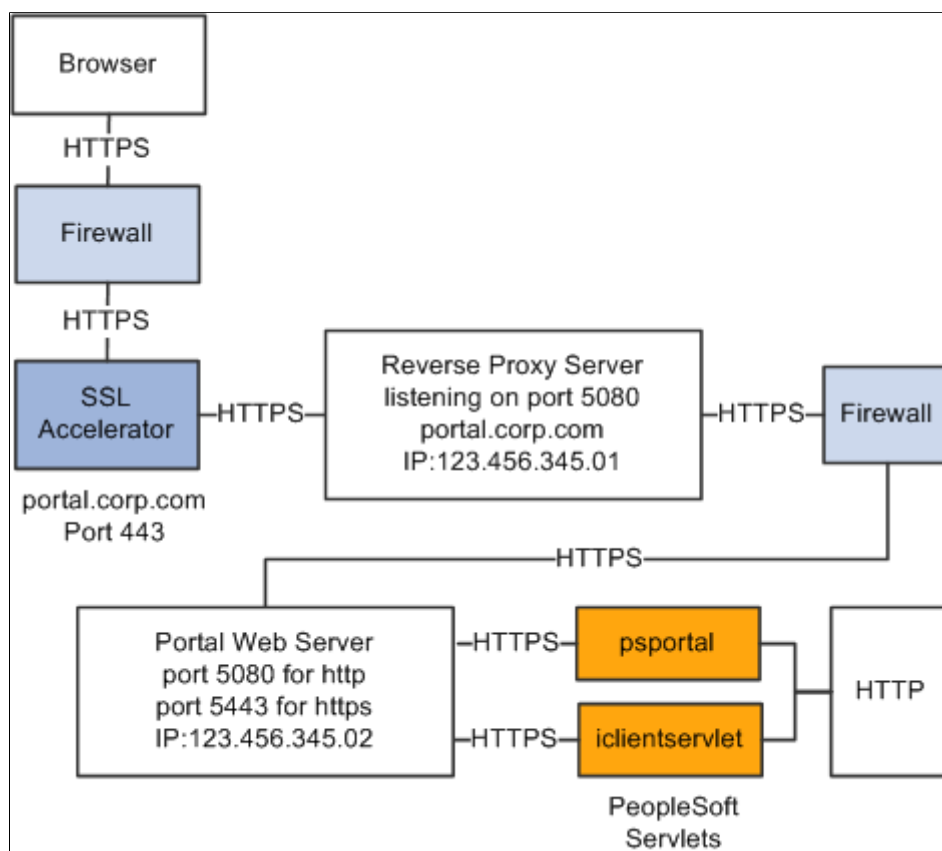 Browser
HTTPS
Firewall
HTTPS
SSL
Accelerator
portal.corp.com
Port 443
HTTPS
Reverse Proxy Server
listening on port 5080
portal.corp.com
IP:123.456.345.01
HTTPS
Firewall
HTTPS
Portal Web Server
port 5080 for http
port 5443 for https
IP:123.456.345.02
HTTPS
psportal
HTTPS
iclientservlet
PeopleSoft
Servlets
HTTP